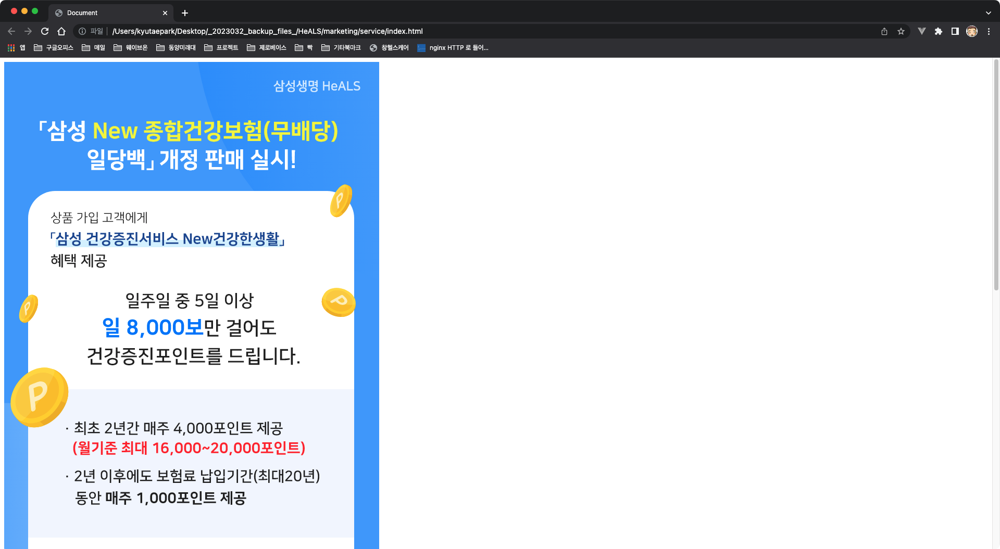 Document
파일
/Users/kyutaepark/Desktop/_2023032_backup_files_/HeALS/marketing/service/index.html
앱 구글오피스 메일 웨이브온 동양미래대 프로젝트 제로베이스 빡 기타북마크 창헬스케어 nginx HTTP 로 들어...
삼성생명 HeALS
「삼성 New 종합건강보험(무배당)
일당백」 개정 판매 실시!
상품 가입 고객에게
「삼성 건강증진서비스 New건강한생활」
혜택 제공
일주일 중 5일 이상
일 8,000보만 걸어도
건강증진포인트를 드립니다.
P
P
P
P
· 최초 2년간 매주 4,000포인트 제공
(월기준 최대 16,000~20,000포인트)
· 2년 이후에도 보험료 납입기간(최대20년)
동안 매주 1,000포인트 제공